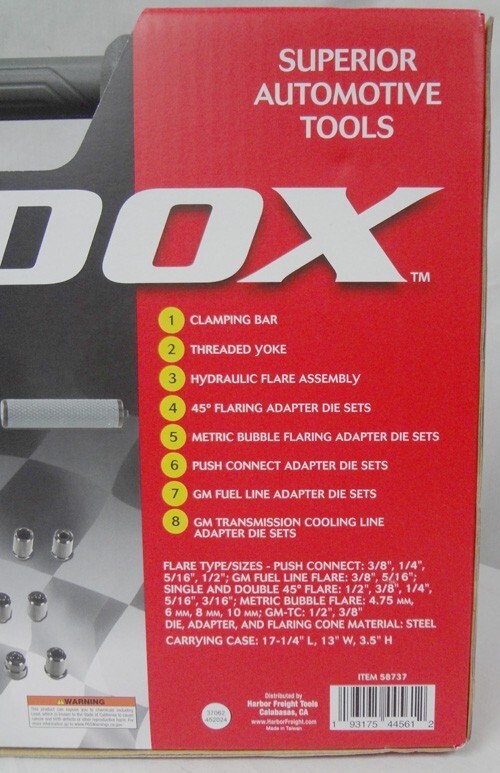 SUPERIOR
AUTOMOTIVE
TOOLS
DOX™
1 CLAMPING BAR
2 THREADED YOKE
3 HYDRAULIC FLARE ASSEMBLY
4 45° FLARING ADAPTER DIE SETS
5 METRIC BUBBLE FLARING ADAPTER DIE SETS
6 PUSH CONNECT ADAPTER DIE SETS
7 GM FUEL LINE ADAPTER DIE SETS
8 GM TRANSMISSION COOLING LINE
ADAPTER DIE SETS
FLARE TYPE/SIZES - PUSH CONNECT: 3/8", 1/4",
5/16", 1/2"; GM FUEL LINE FLARE: 3/8", 5/16";
SINGLE AND DOUBLE 45° FLARE: 1/2", 3/8", 1/4",
5/16", 3/16"; METRIC BUBBLE FLARE: 4.75 MM,
6 MM, 8 MM, 10 MM; GM-TC: 1/2", 3/8"
DIE, ADAPTER, AND FLARING CONE MATERIAL: STEEL
CARRYING CASE: 17-1/4" L, 13" W, 3.5" H
ITEM 58737
WARNING
Distributed by
Harbor Freight Tools
Calabasas, CA
www.HarborFreight.com
Made in Taiwan
1 93175 44561 2